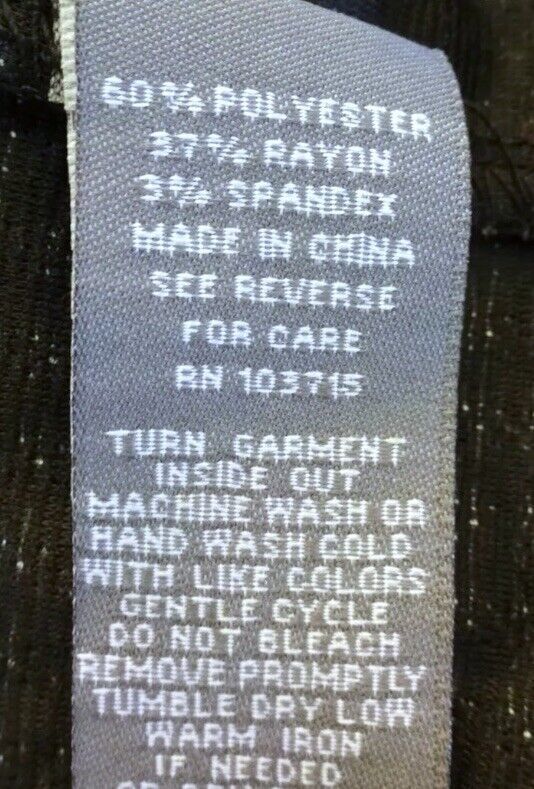 60% POLYESTER
37% RAYON
3% SPANDEX
MADE IN CHINA
SEE REVERSE
FOR CARE
RN 103715
TURN GARMENT
INSIDE OUT
MACHINE WASH OR
HAND WASH COLD
WITH LIKE COLORS
GENTLE CYCLE
DO NOT BLEACH
REMOVE PROMPTLY
TUMBLE DRY LOW
WARM IRON
IF NEEDED